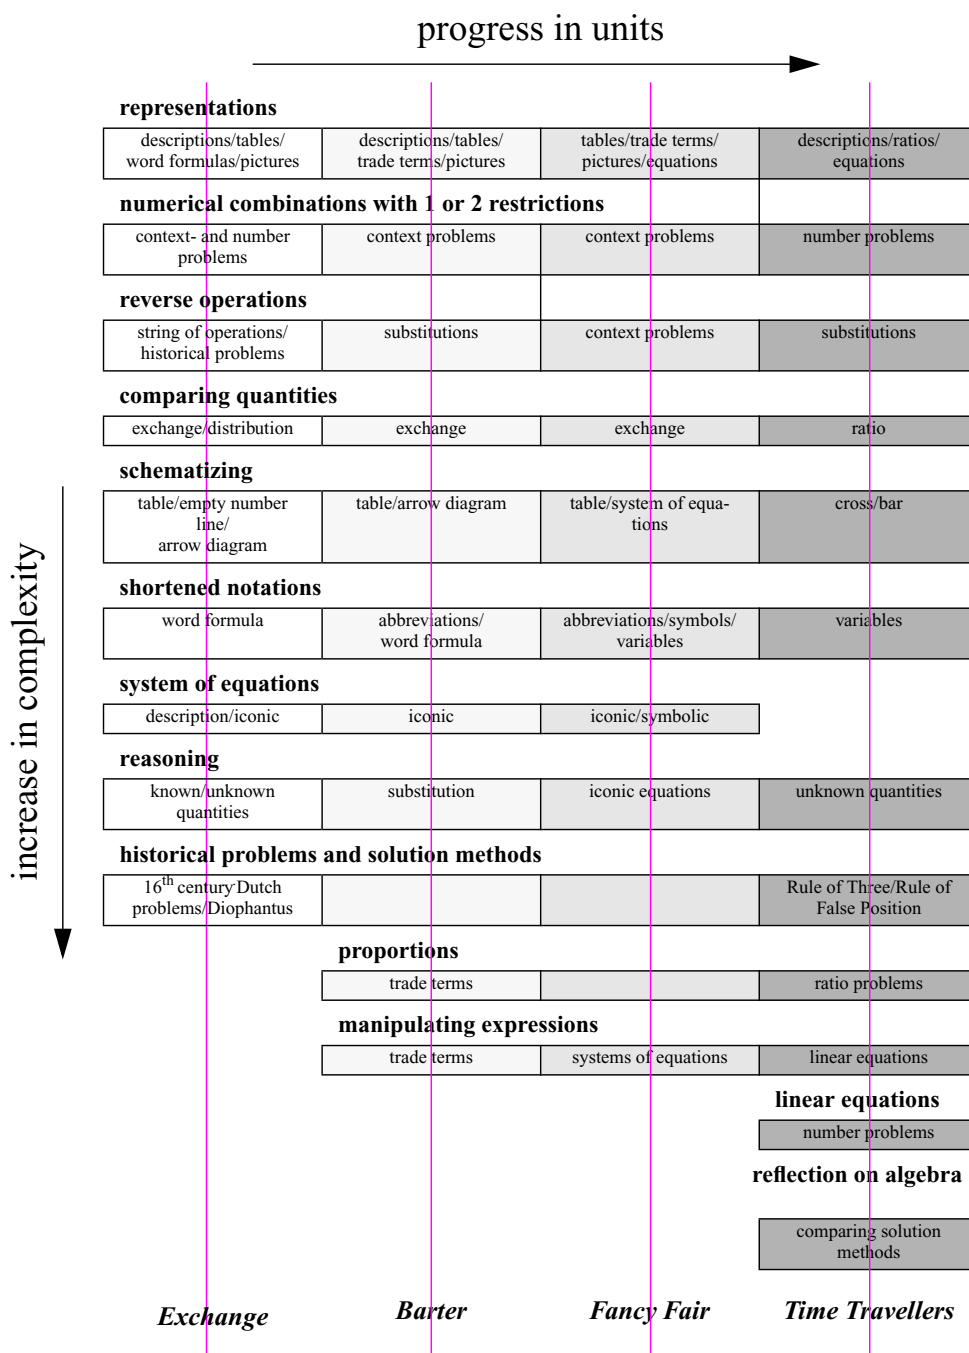 progress in units
representations
descriptions/tables/
word formulas/pictures
descriptions/tables/
trade terms/pictures
tables/trade terms/
pictures/equations
descriptions/ratios/
equations
numerical combinations with 1 or 2 restrictions
context- and number
problems
context problems
context problems
number problems
reverse operations
string of operations/
historical problems
substitutions
context problems
substitutions
comparing quantities
exchange/distribution
exchange
exchange
ratio
schematizing
table/empty number
line/
arrow diagram
table/arrow diagram
table/system of equa-
tions
cross/bar
shortened notations
word formula
abbreviations/
word formula
abbreviations/symbols/
variables
variables
system of equations
description/iconic
iconic
iconic/symbolic
reasoning
known/unknown
quantities
substitution
iconic equations
unknown quantities
historical problems and solution methods
16th century Dutch
problems/Diophantus
Rule of Three/Rule of
False Position
proportions
trade terms
ratio problems
manipulating expressions
trade terms
systems of equations
linear equations
linear equations
number problems
reflection on algebra
comparing solution
methods
increase in complexity
Exchange
Barter
Fancy Fair
Time Travellers